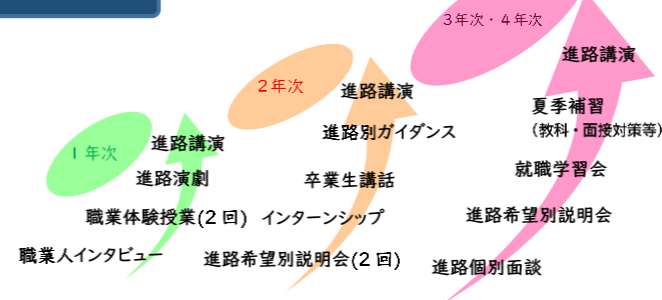 1年次
進路講演
進路演劇
職業体験授業(2回)
職業人インタビュー
2年次
進路講演
進路別ガイダンス
卒業生講話
インターンシップ
進路希望別説明会(2回)
3年次・4年次
進路講演
夏季補習
(教科・面接対策等)
就職学習会
進路希望別説明会
進路個別面談